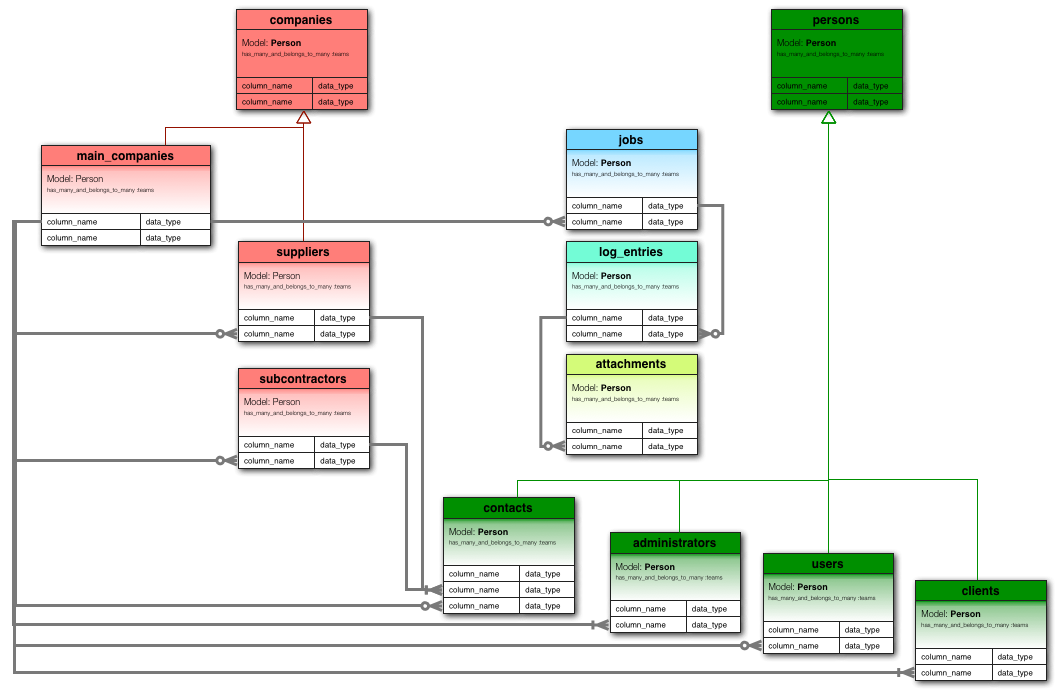 companies
Model: Person
has_many_and_belongs_to_many :teams
column_name data_type
column_name data_type
persons
Model: Person
has_many_and_belongs_to_many :teams
column_name data_type
column_name data_type
main_companies
Model: Person
has_many_and_belongs_to_many :teams
column_name data_type
column_name data_type
jobs
Model: Person
has_many_and_belongs_to_many :teams
column_name data_type
column_name data_type
suppliers
Model: Person
has_many_and_belongs_to_many :teams
column_name data_type
column_name data_type
log_entries
Model: Person
has_many_and_belongs_to_many :teams
column_name data_type
column_name data_type
subcontractors
Model: Person
has_many_and_belongs_to_many :teams
column_name data_type
column_name data_type
attachments
Model: Person
has_many_and_belongs_to_many :teams
column_name data_type
column_name data_type
contacts
Model: Person
has_many_and_belongs_to_many :teams
column_name data_type
column_name data_type
column_name data_type
administrators
Model: Person
has_many_and_belongs_to_many :teams
column_name data_type
column_name data_type
users
Model: Person
has_many_and_belongs_to_many :teams
column_name data_type
column_name data_type
clients
Model: Person
has_many_and_belongs_to_many :teams
column_name data_type
column_name data_type